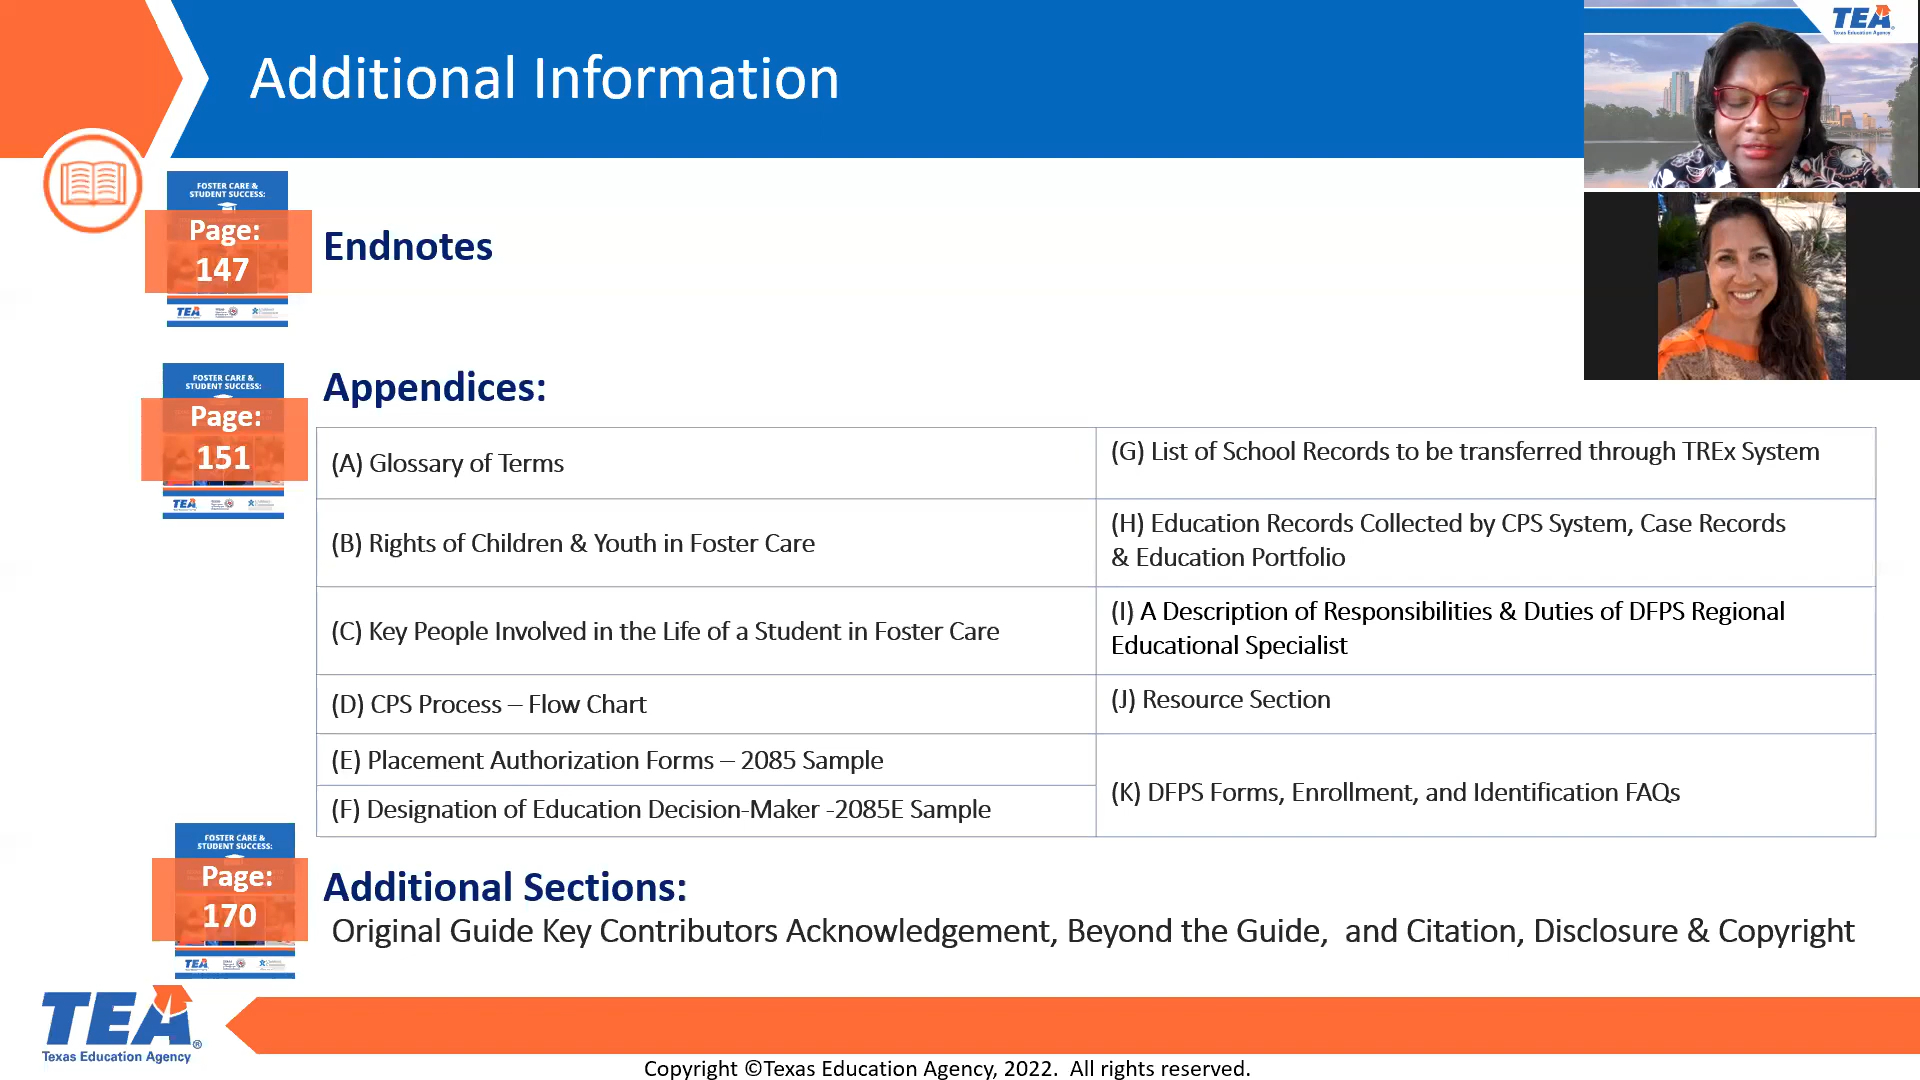 Additional Information
TEA
Texas Education Agency
FOSTER CARE &
STUDENT SUCCESS:
Page:
147
TEA
Endnotes
FOSTER CARE &
STUDENT SUCCESS:
Page:
151
TEA
Appendices:
(A) Glossary of Terms
(B) Rights of Children & Youth in Foster Care
(C) Key People Involved in the Life of a Student in Foster Care
(D) CPS Process – Flow Chart
(E) Placement Authorization Forms – 2085 Sample
(F) Designation of Education Decision-Maker -2085E Sample
(G) List of School Records to be transferred through TREx System
(H) Education Records Collected by CPS System, Case Records
& Education Portfolio
(I) A Description of Responsibilities & Duties of DFPS Regional
Educational Specialist
(J) Resource Section
(K) DFPS Forms, Enrollment, and Identification FAQs
FOSTER CARE &
STUDENT SUCCESS:
Page:
170
TEA
Additional Sections:
Original Guide Key Contributors Acknowledgement, Beyond the Guide,  and Citation, Disclosure & Copyright
TEA®
Texas Education Agency
Copyright ©Texas Education Agency, 2022.  All rights reserved.